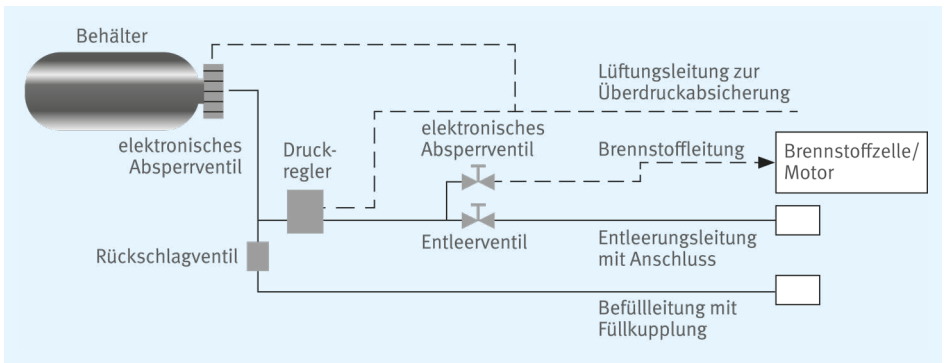 Behälter
elektronisches
Absperrventil
Druck-
regler
Rückschlagventil
elektronisches
Absperrventil
Entleerventil
Lüftungsleitung zur
Überdruckabsicherung
Brennstoffleitung
Brennstoffzelle/
Motor
Entleerungsleitung
mit Anschluss
Befüllleitung mit
Füllkupplung